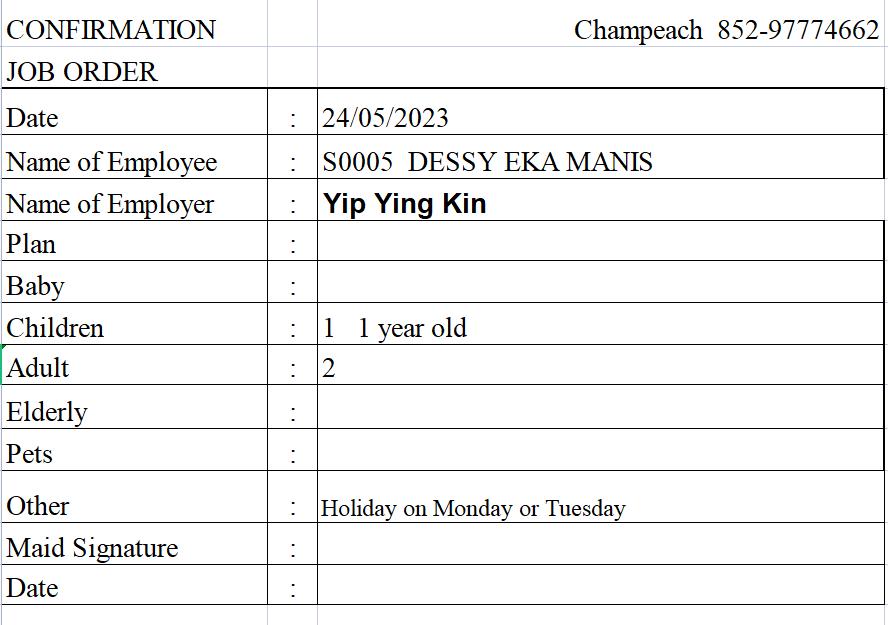 CONFIRMATION Champeach 852-97774662
JOB ORDER
Date : 24/05/2023
Name of Employee : S0005 DESSY EKA MANIS
Name of Employer : Yip Ying Kin
Plan :
Baby :
Children : 1 1 year old
Adult : 2
Elderly :
Pets :
Other : Holiday on Monday or Tuesday
Maid Signature :
Date :